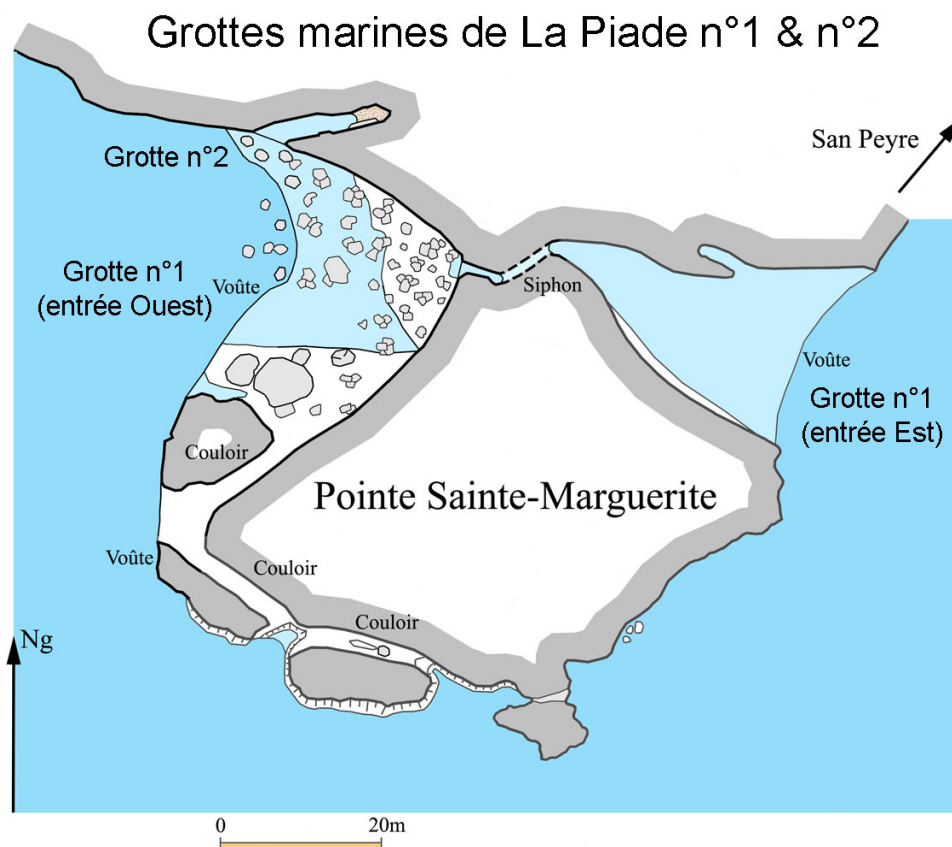 Grottes marines de La Piade n°1 & n°2
San Peyre
Grotte n°2
Grotte n°1
(entrée Ouest)
Voûte
Siphon
Voûte
Grotte n°1
(entrée Est)
Couloir
Pointe Sainte-Marguerite
Voûte
Couloir
Couloir
Ng
0
20m